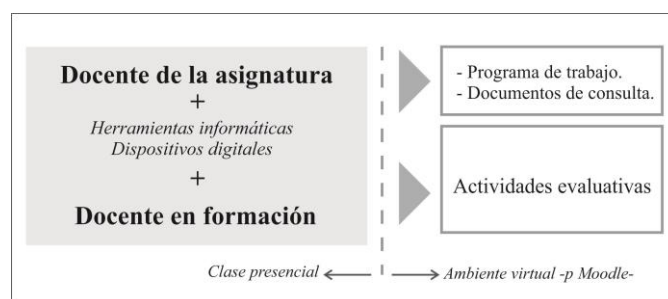 Docente de la asignatura
+
Herramientas informáticas
Dispositivos digitales
+
Docente en formación
- Programa de trabajo.
- Documentos de consulta.
Actividades evaluativas
Clase presencial
Ambiente virtual -p Moodle-